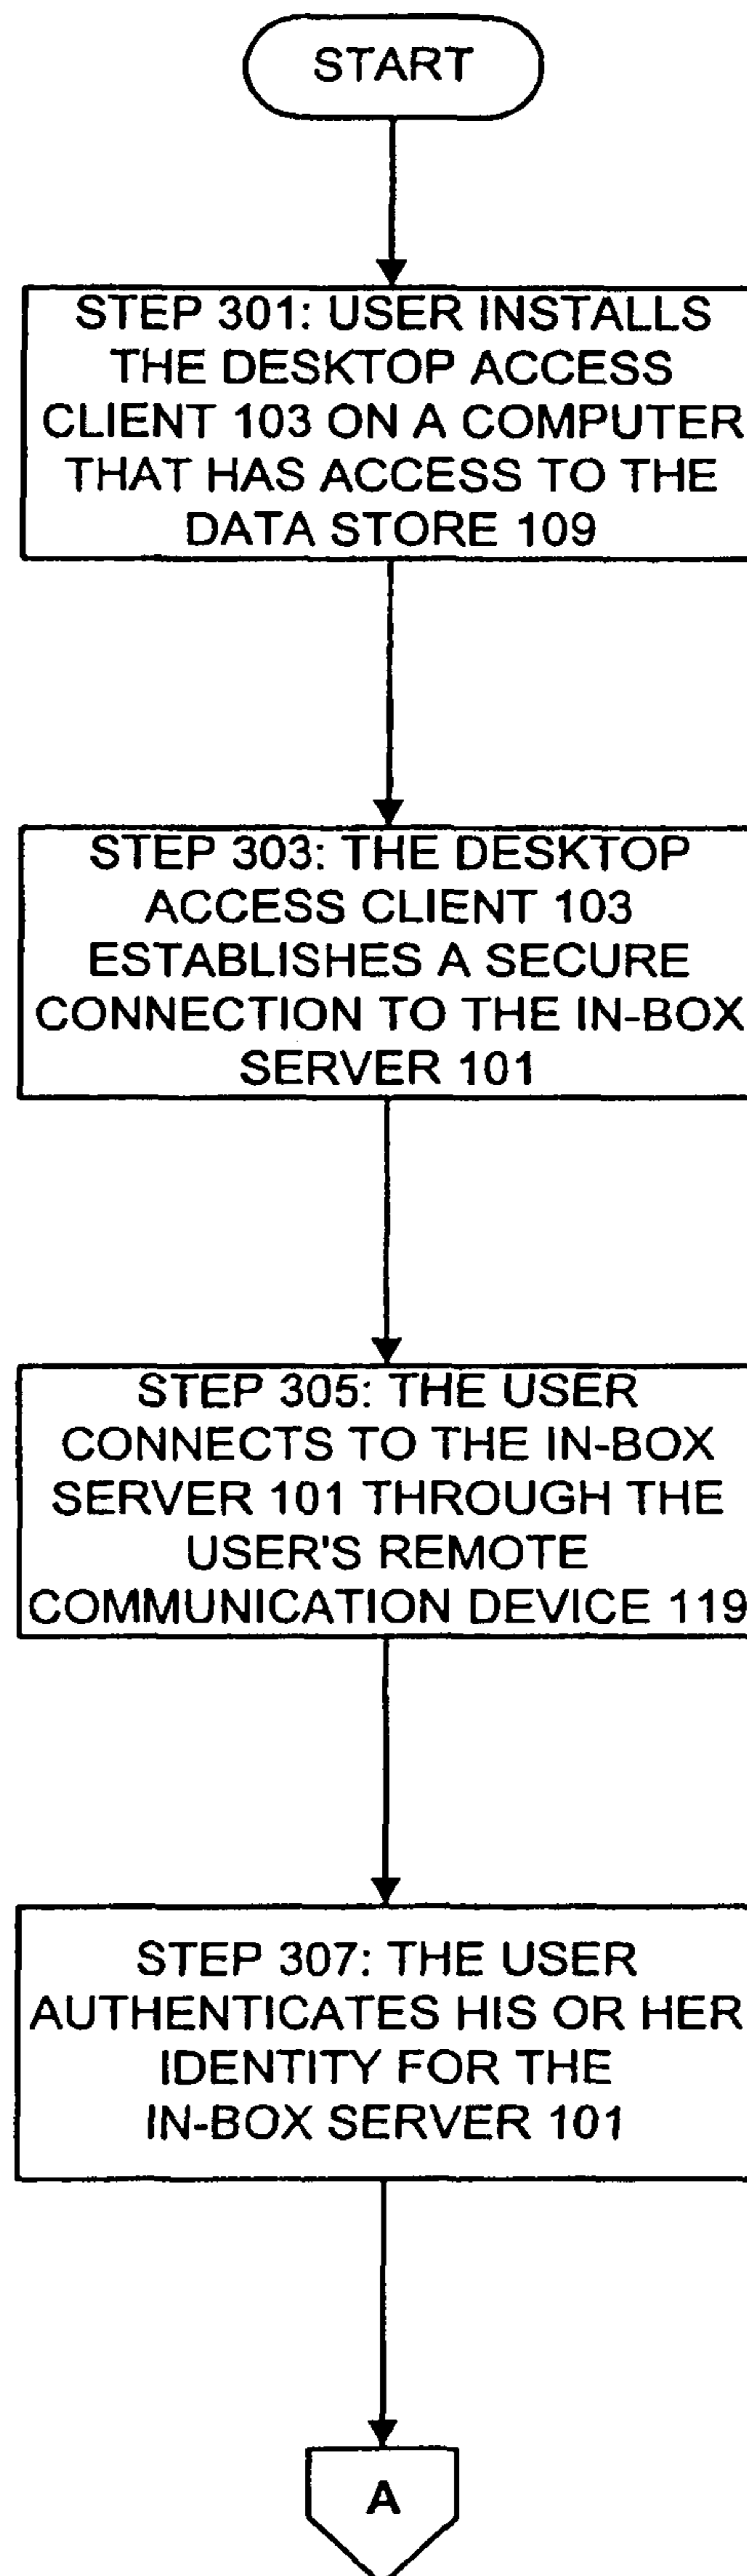 START
STEP 301: USER INSTALLS
THE DESKTOP ACCESS
CLIENT 103 ON A COMPUTER
THAT HAS ACCESS TO THE
DATA STORE 109
STEP 303: THE DESKTOP
ACCESS CLIENT 103
ESTABLISHES A SECURE
CONNECTION TO THE IN-BOX
SERVER 101
STEP 305: THE USER
CONNECTS TO THE IN-BOX
SERVER 101 THROUGH THE
USER'S REMOTE
COMMUNICATION DEVICE 119
STEP 307: THE USER
AUTHENTICATES HIS OR HER
IDENTITY FOR THE
IN-BOX SERVER 101
A